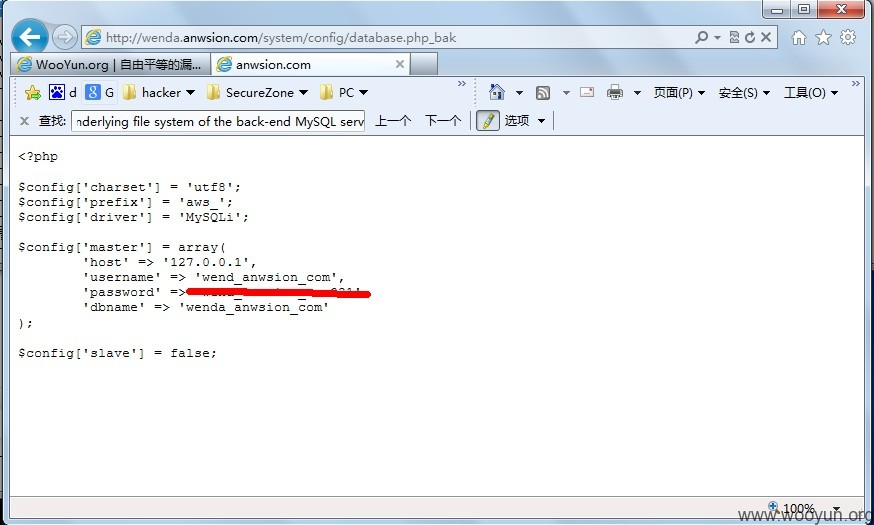 http://wenda.anwsion.com/system/config/database.php_bak
WooYun.org | 自由平等的漏... anwsion.com
d G hacker SecureZone PC 页面(P) 安全(S) 工具(O)
查找: nderlying file system of the back-end MySQL serv 上一个 下一个 选项
<?php
$config['charset'] = 'utf8';
$config['prefix'] = 'aws_';
$config['driver'] = 'MySQLi';
$config['master'] = array(
'host' => '127.0.0.1',
'username' => 'wend_anwsion_com',
'password' =>
'dbname' => 'wenda_anwsion_com'
);
$config['slave'] = false;
100%
www.wooyun.org